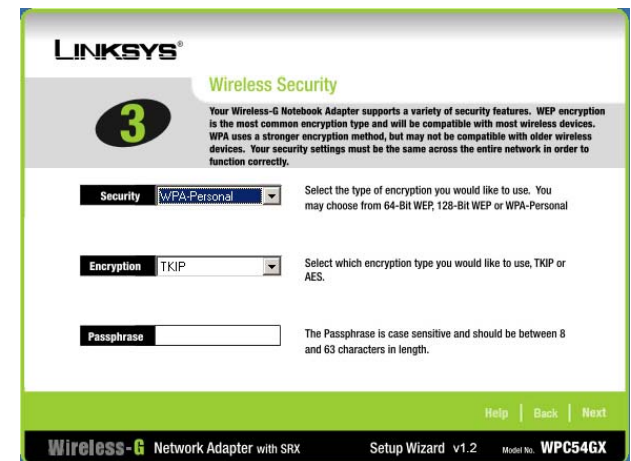 LINKSYS®
Wireless Security
3
Your Wireless-G Notebook Adapter supports a variety of security features. WEP encryption
is the most common encryption type and will be compatible with most wireless devices.
WPA uses a stronger encryption method, but may not be compatible with older wireless
devices. Your security settings must be the same across the entire network in order to
function correctly.
Security WPA-Personal
Select the type of encryption you would like to use. You
may choose from 64-Bit WEP, 128-Bit WEP or WPA-Personal
Encryption TKIP
Select which encryption type you would like to use, TKIP or
AES.
Passphrase
The Passphrase is case sensitive and should be between 8
and 63 characters in length.
Help | Back | Next
Wireless-G Network Adapter with SRX Setup Wizard v1.2 Model No. WPC54GX